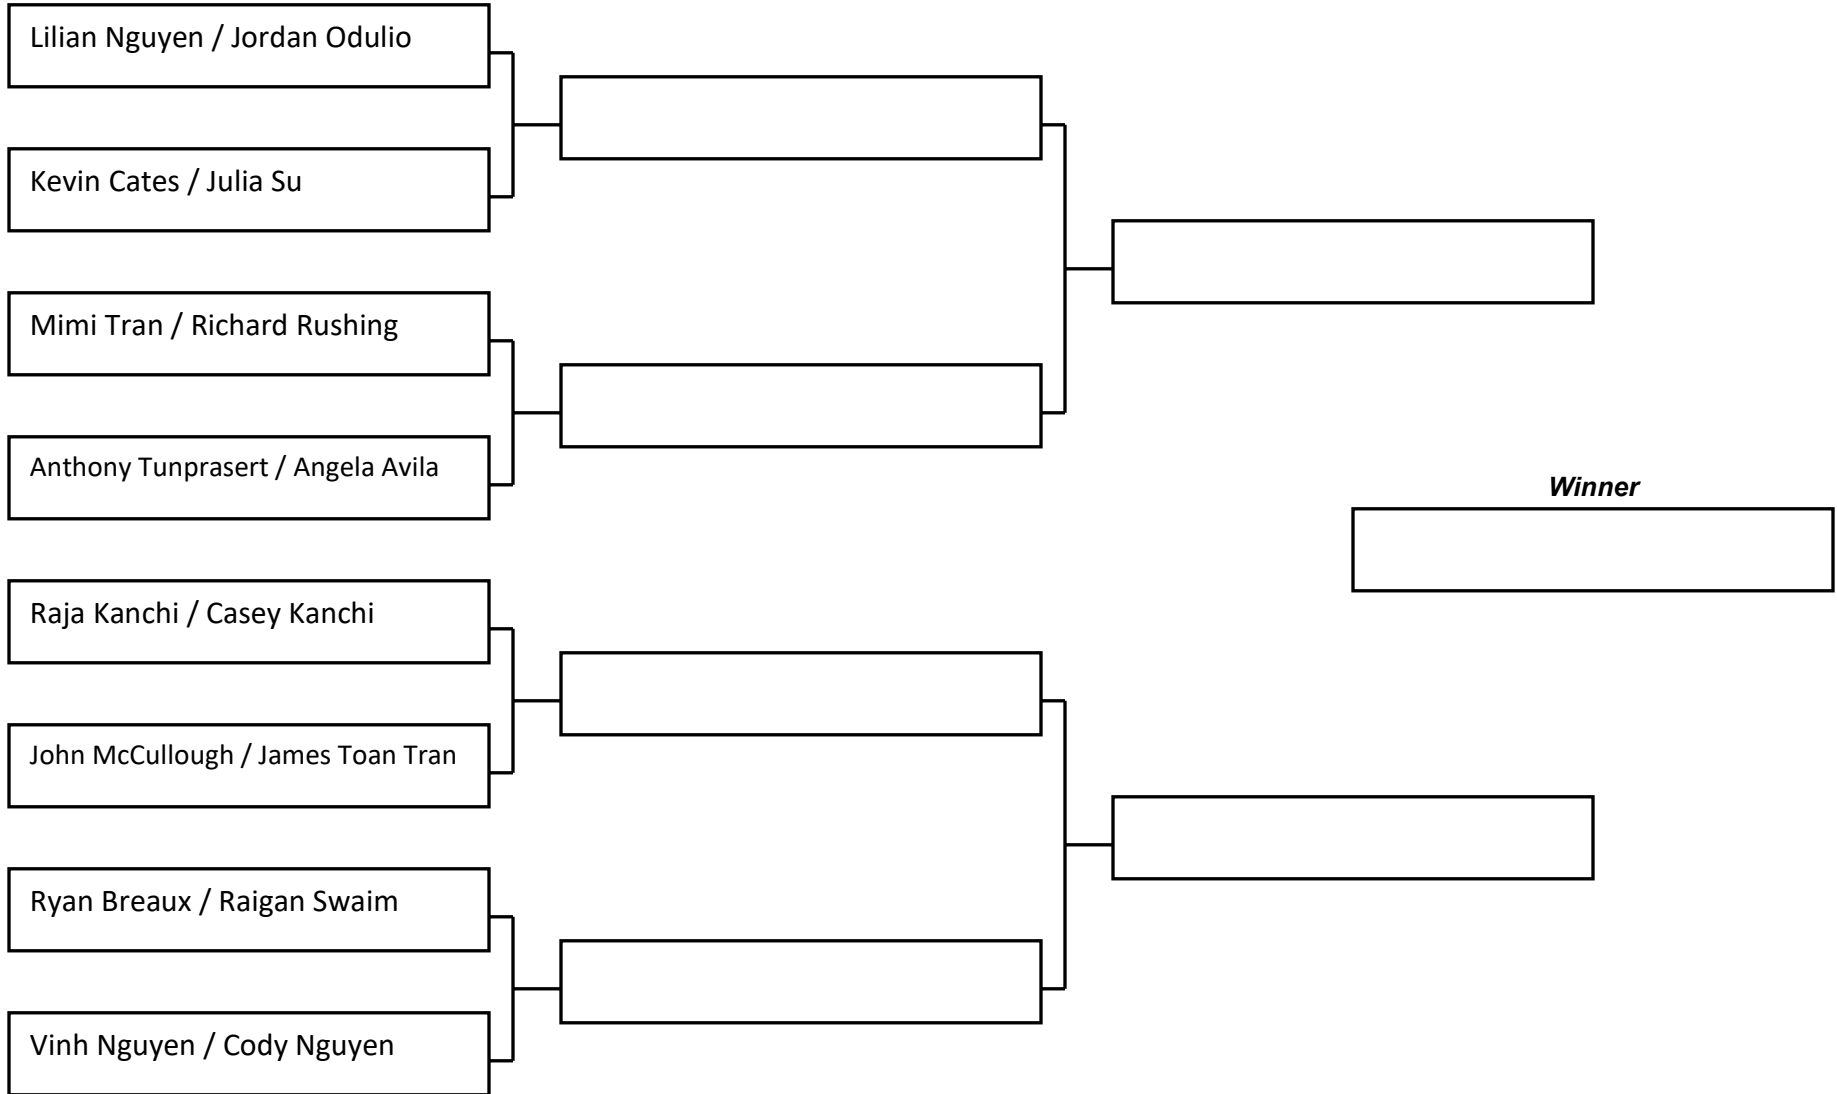 Lilian Nguyen / Jordan Odulio
Kevin Cates / Julia Su
Mimi Tran / Richard Rushing
Anthony Tunprasert / Angela Avila
Winner
Raja Kanchi / Casey Kanchi
John McCullough / James Toan Tran
Ryan Breaux / Raigan Swaim
Vinh Nguyen / Cody Nguyen